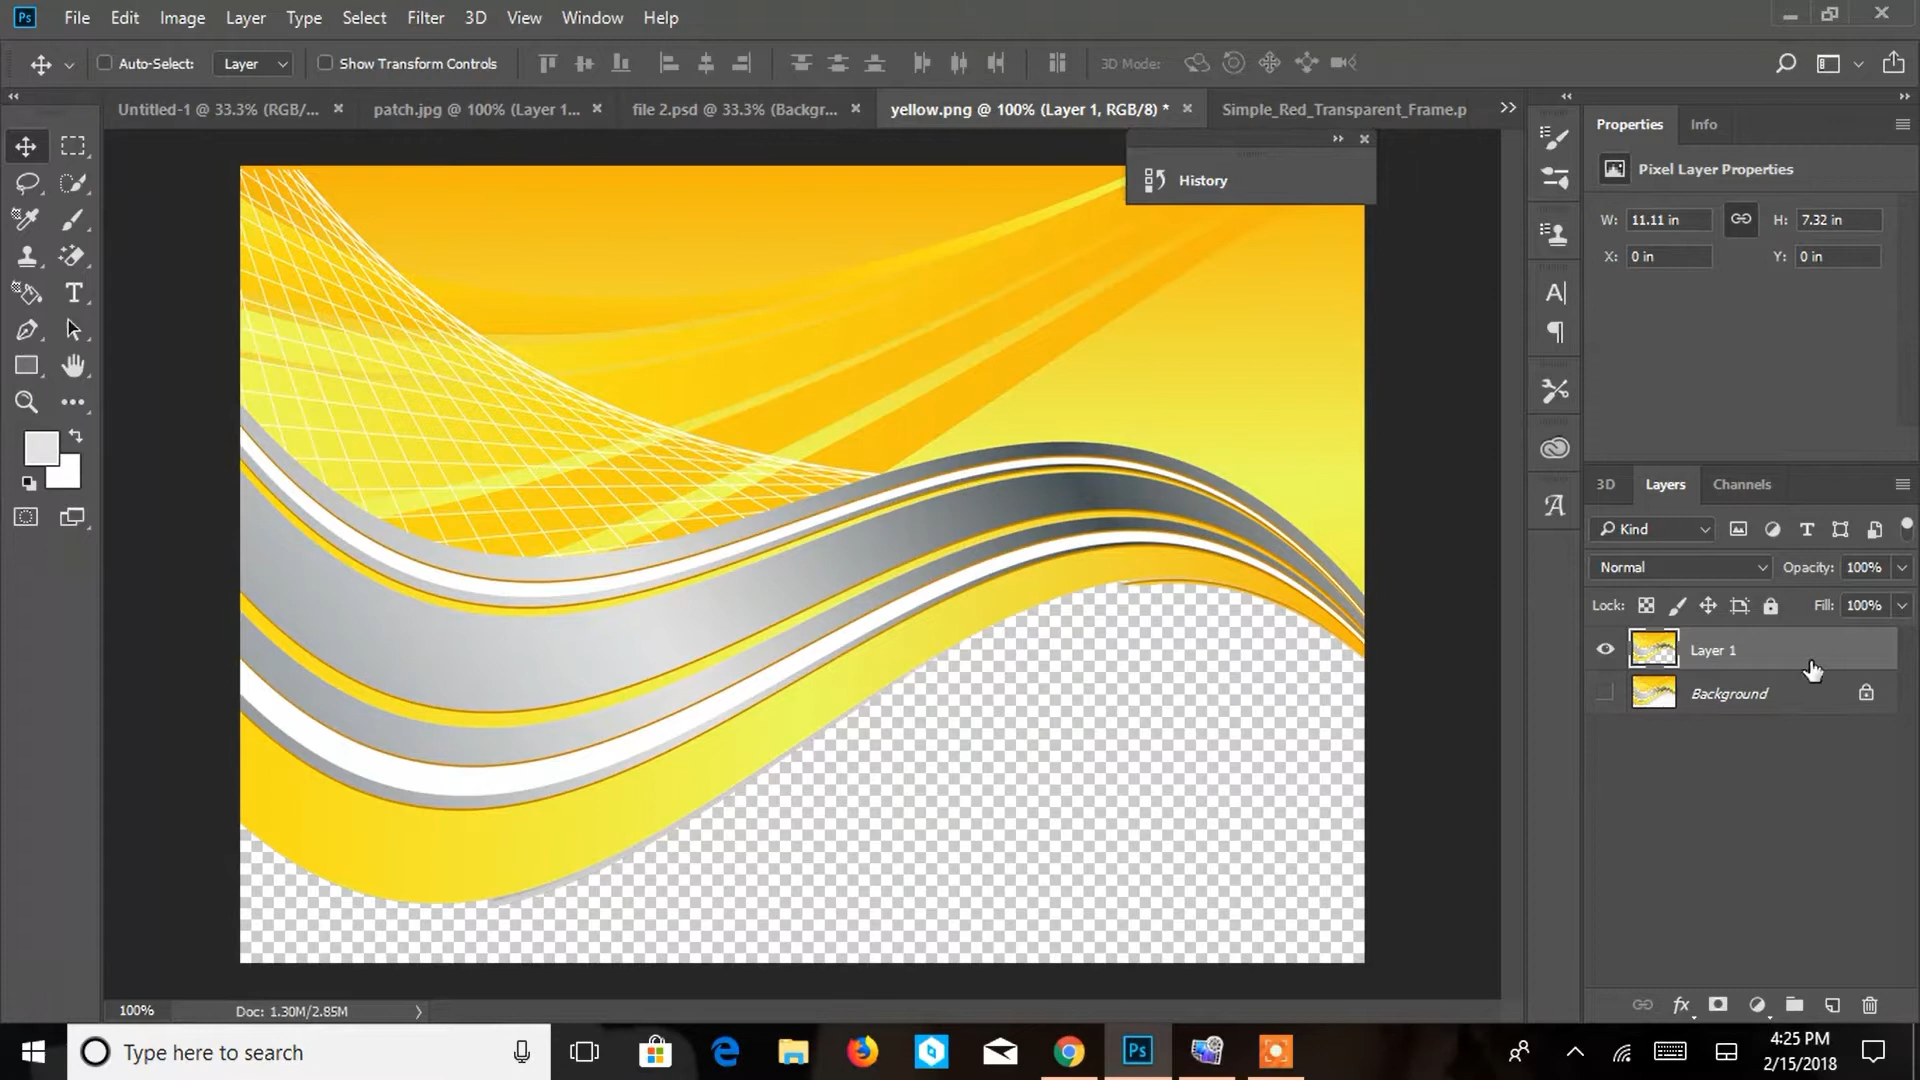 Ps File Edit Image Layer Type Select Filter 3D View Window Help
Auto-Select: Layer Show Transform Controls 3D Mode:
Untitled-1 @ 33.3% (RGB/... patch.jpg @ 100% (Layer 1... file 2.psd @ 33.3% (Backgr... yellow.png @ 100% (Layer 1, RGB/8) * Simple_Red_Transparent_Frame.p
History
Properties Info
Pixel Layer Properties
W: 11.11 in H: 7.32 in
X: 0 in Y: 0 in
3D Layers Channels
Kind
Normal Opacity: 100%
Lock: Fill: 100%
Layer 1
Background
100% Doc: 1.30M/2.85M
Type here to search
Ps
4:25 PM
2/15/2018